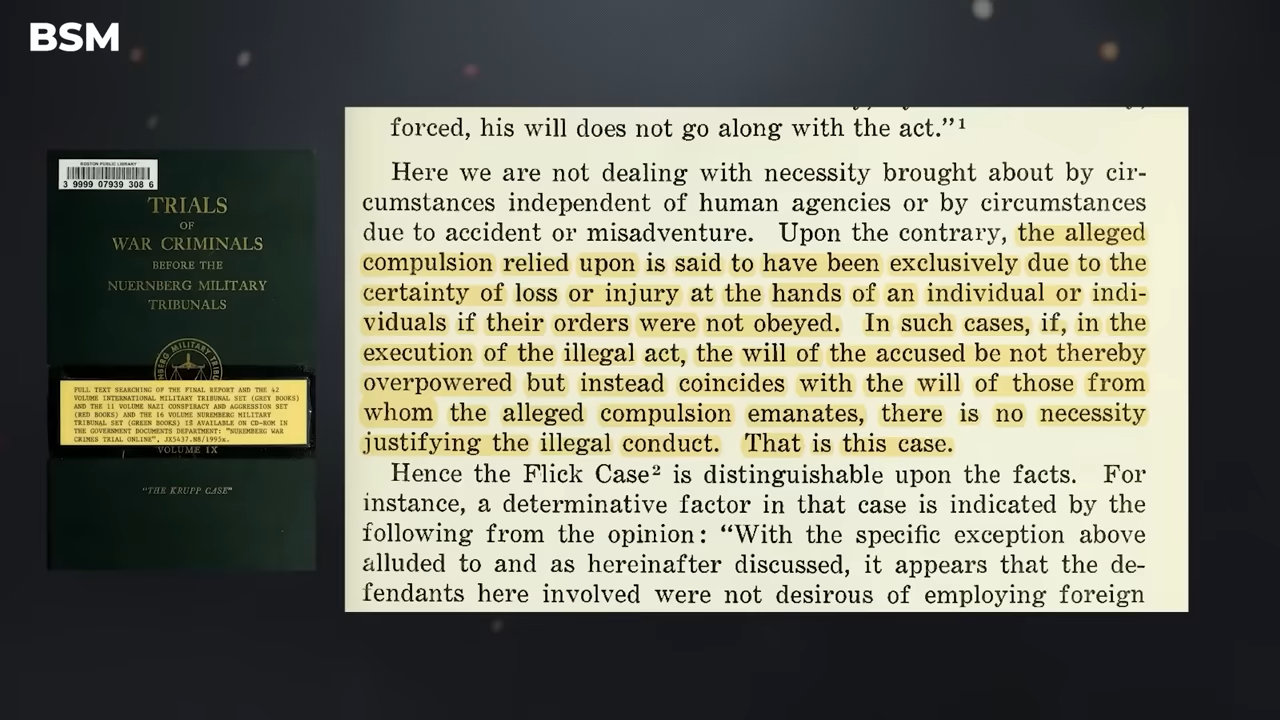 BSM
BOSTON PUBLIC LIBRARY
3 9999 07939 308 6
TRIALS
OF
WAR CRIMINALS
BEFORE THE
NUERNBERG MILITARY
TRIBUNALS
FULL TEXT SEARCHING OF THE FINAL REPORT AND THE 42
VOLUME INTERNATIONAL MILITARY TRIBUNAL SET (GREY BOOKS)
AND THE 11 VOLUME NAZI CONSPIRACY AND AGGRESSION SET
(RED BOOKS) AND THE 16 VOLUME NUREMBERG MILITARY
TRIBUNAL SET (GREEN BOOKS) IS AVAILABLE ON CD-ROM IN
THE GOVERNMENT DOCUMENTS DEPARTMENT: "NUREMBERG WAR
CRIMES TRIAL ONLINE", JX5437.N8/1995x.
VOLUME IX
"THE KRUPP CASE"
forced, his will does not go along with the act.”¹
Here we are not dealing with necessity brought about by cir-
cumstances independent of human agencies or by circumstances
due to accident or misadventure. Upon the contrary, the alleged
compulsion relied upon is said to have been exclusively due to the
certainty of loss or injury at the hands of an individual or indi-
viduals if their orders were not obeyed. In such cases, if, in the
execution of the illegal act, the will of the accused be not thereby
overpowered but instead coincides with the will of those from
whom the alleged compulsion emanates, there is no necessity
justifying the illegal conduct. That is this case.
Hence the Flick Case² is distinguishable upon the facts. For
instance, a determinative factor in that case is indicated by the
following from the opinion: “With the specific exception above
alluded to and as hereinafter discussed, it appears that the de-
fendants here involved were not desirous of employing foreign